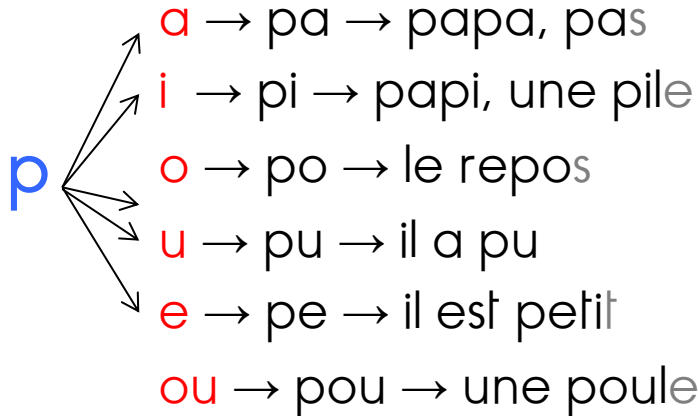 a → pa → papa, pas
i → pi → papi, une pile
p
o → po → le repos
u → pu → il a pu
e → pe → il est petit
ou → pou → une poule